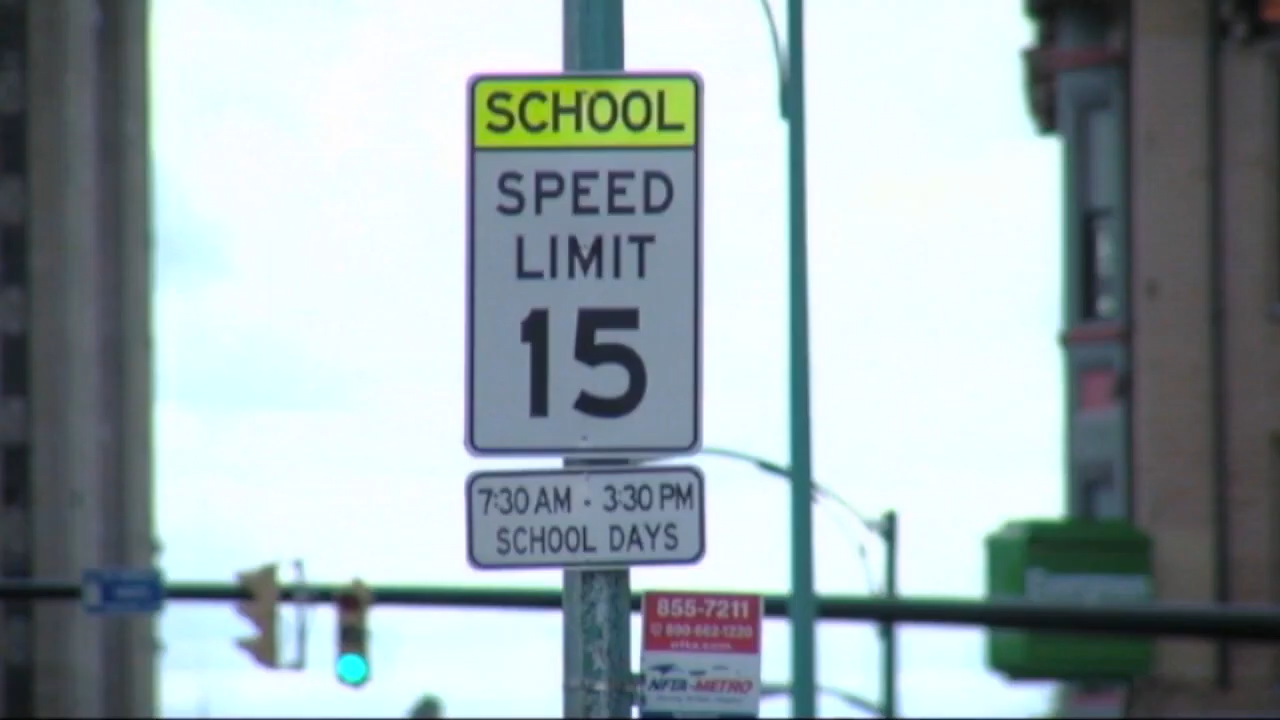 SCHOOL
SPEED
LIMIT
15
7:30 AM - 3:30 PM
SCHOOL DAYS
855-7211
NFTA-METRO